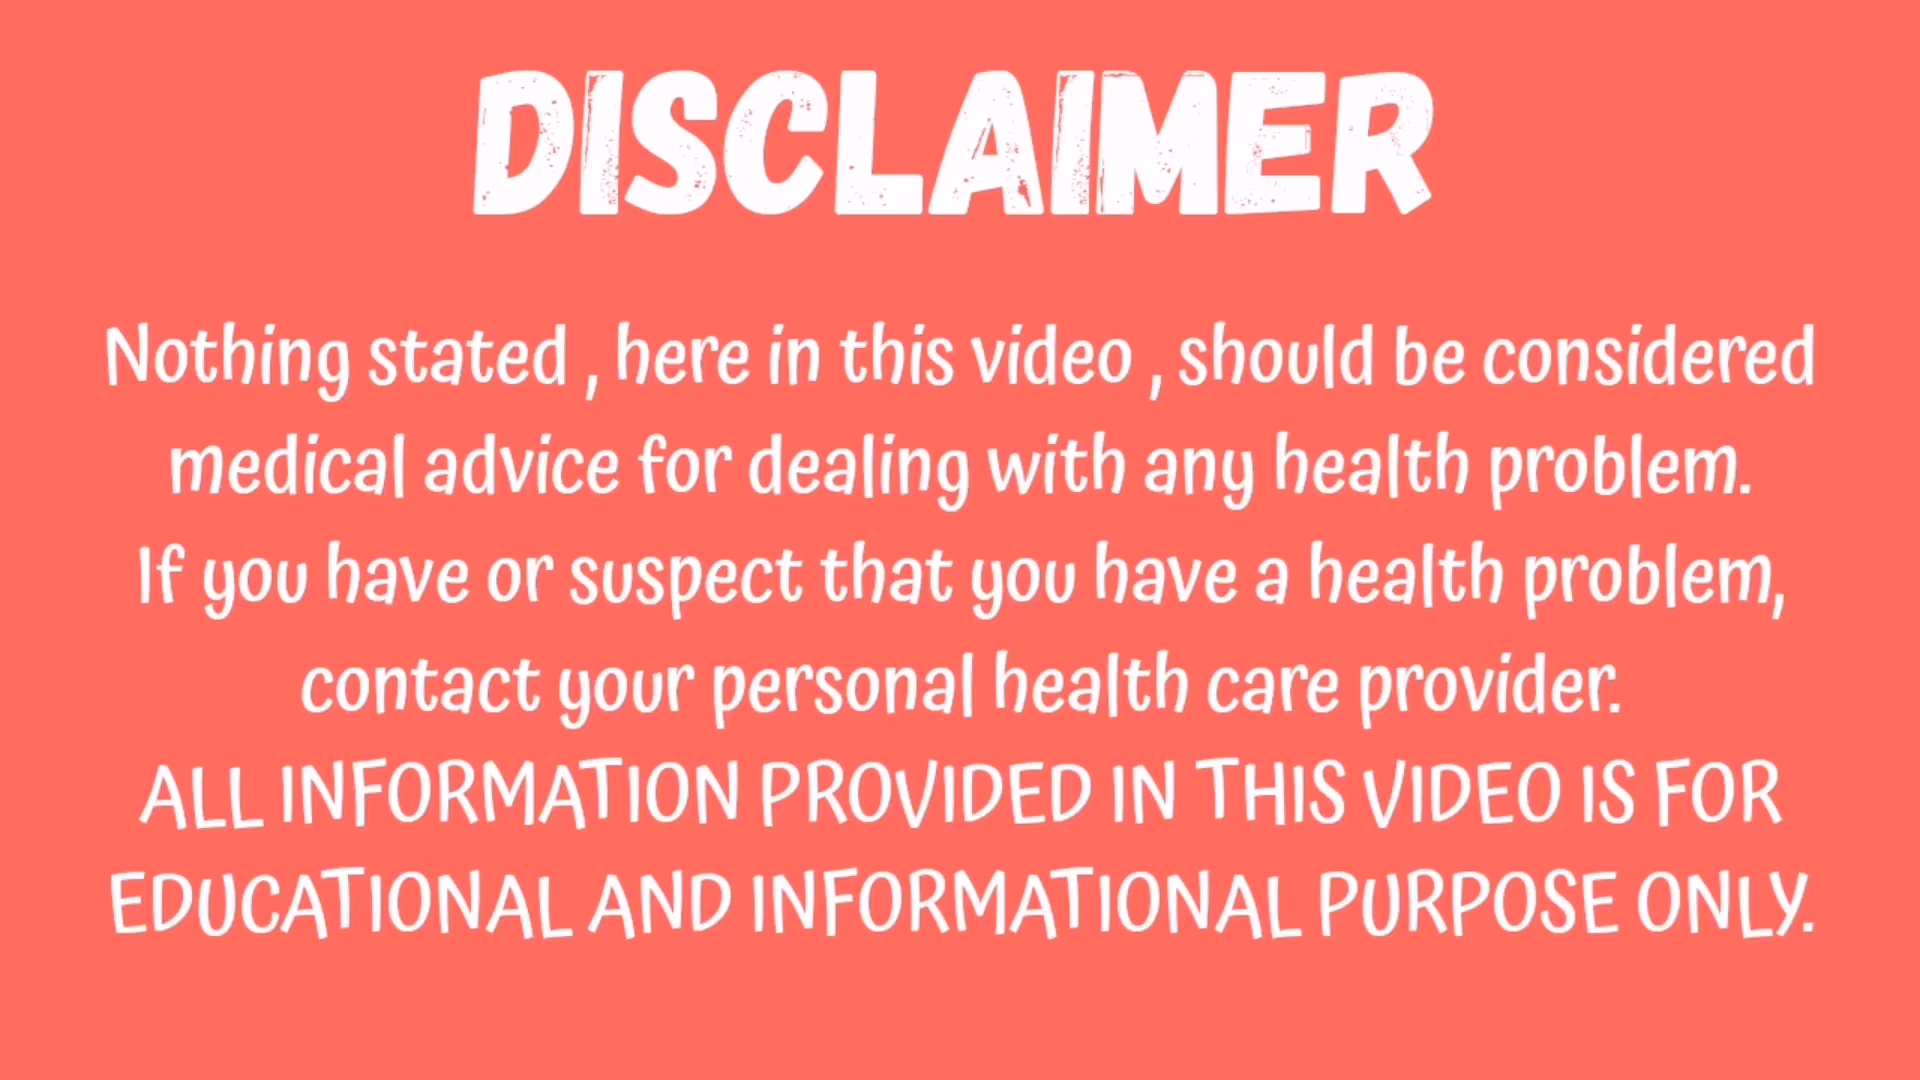 DISCLAIMER
Nothing stated , here in this video , should be considered
medical advice for dealing with any health problem.
If you have or suspect that you have a health problem,
contact your personal health care provider.
ALL INFORMATION PROVIDED IN THIS VIDEO IS FOR
EDUCATIONAL AND INFORMATIONAL PURPOSE ONLY.